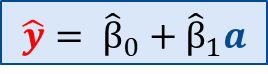 ŷ = β̂₀ + β̂₁a